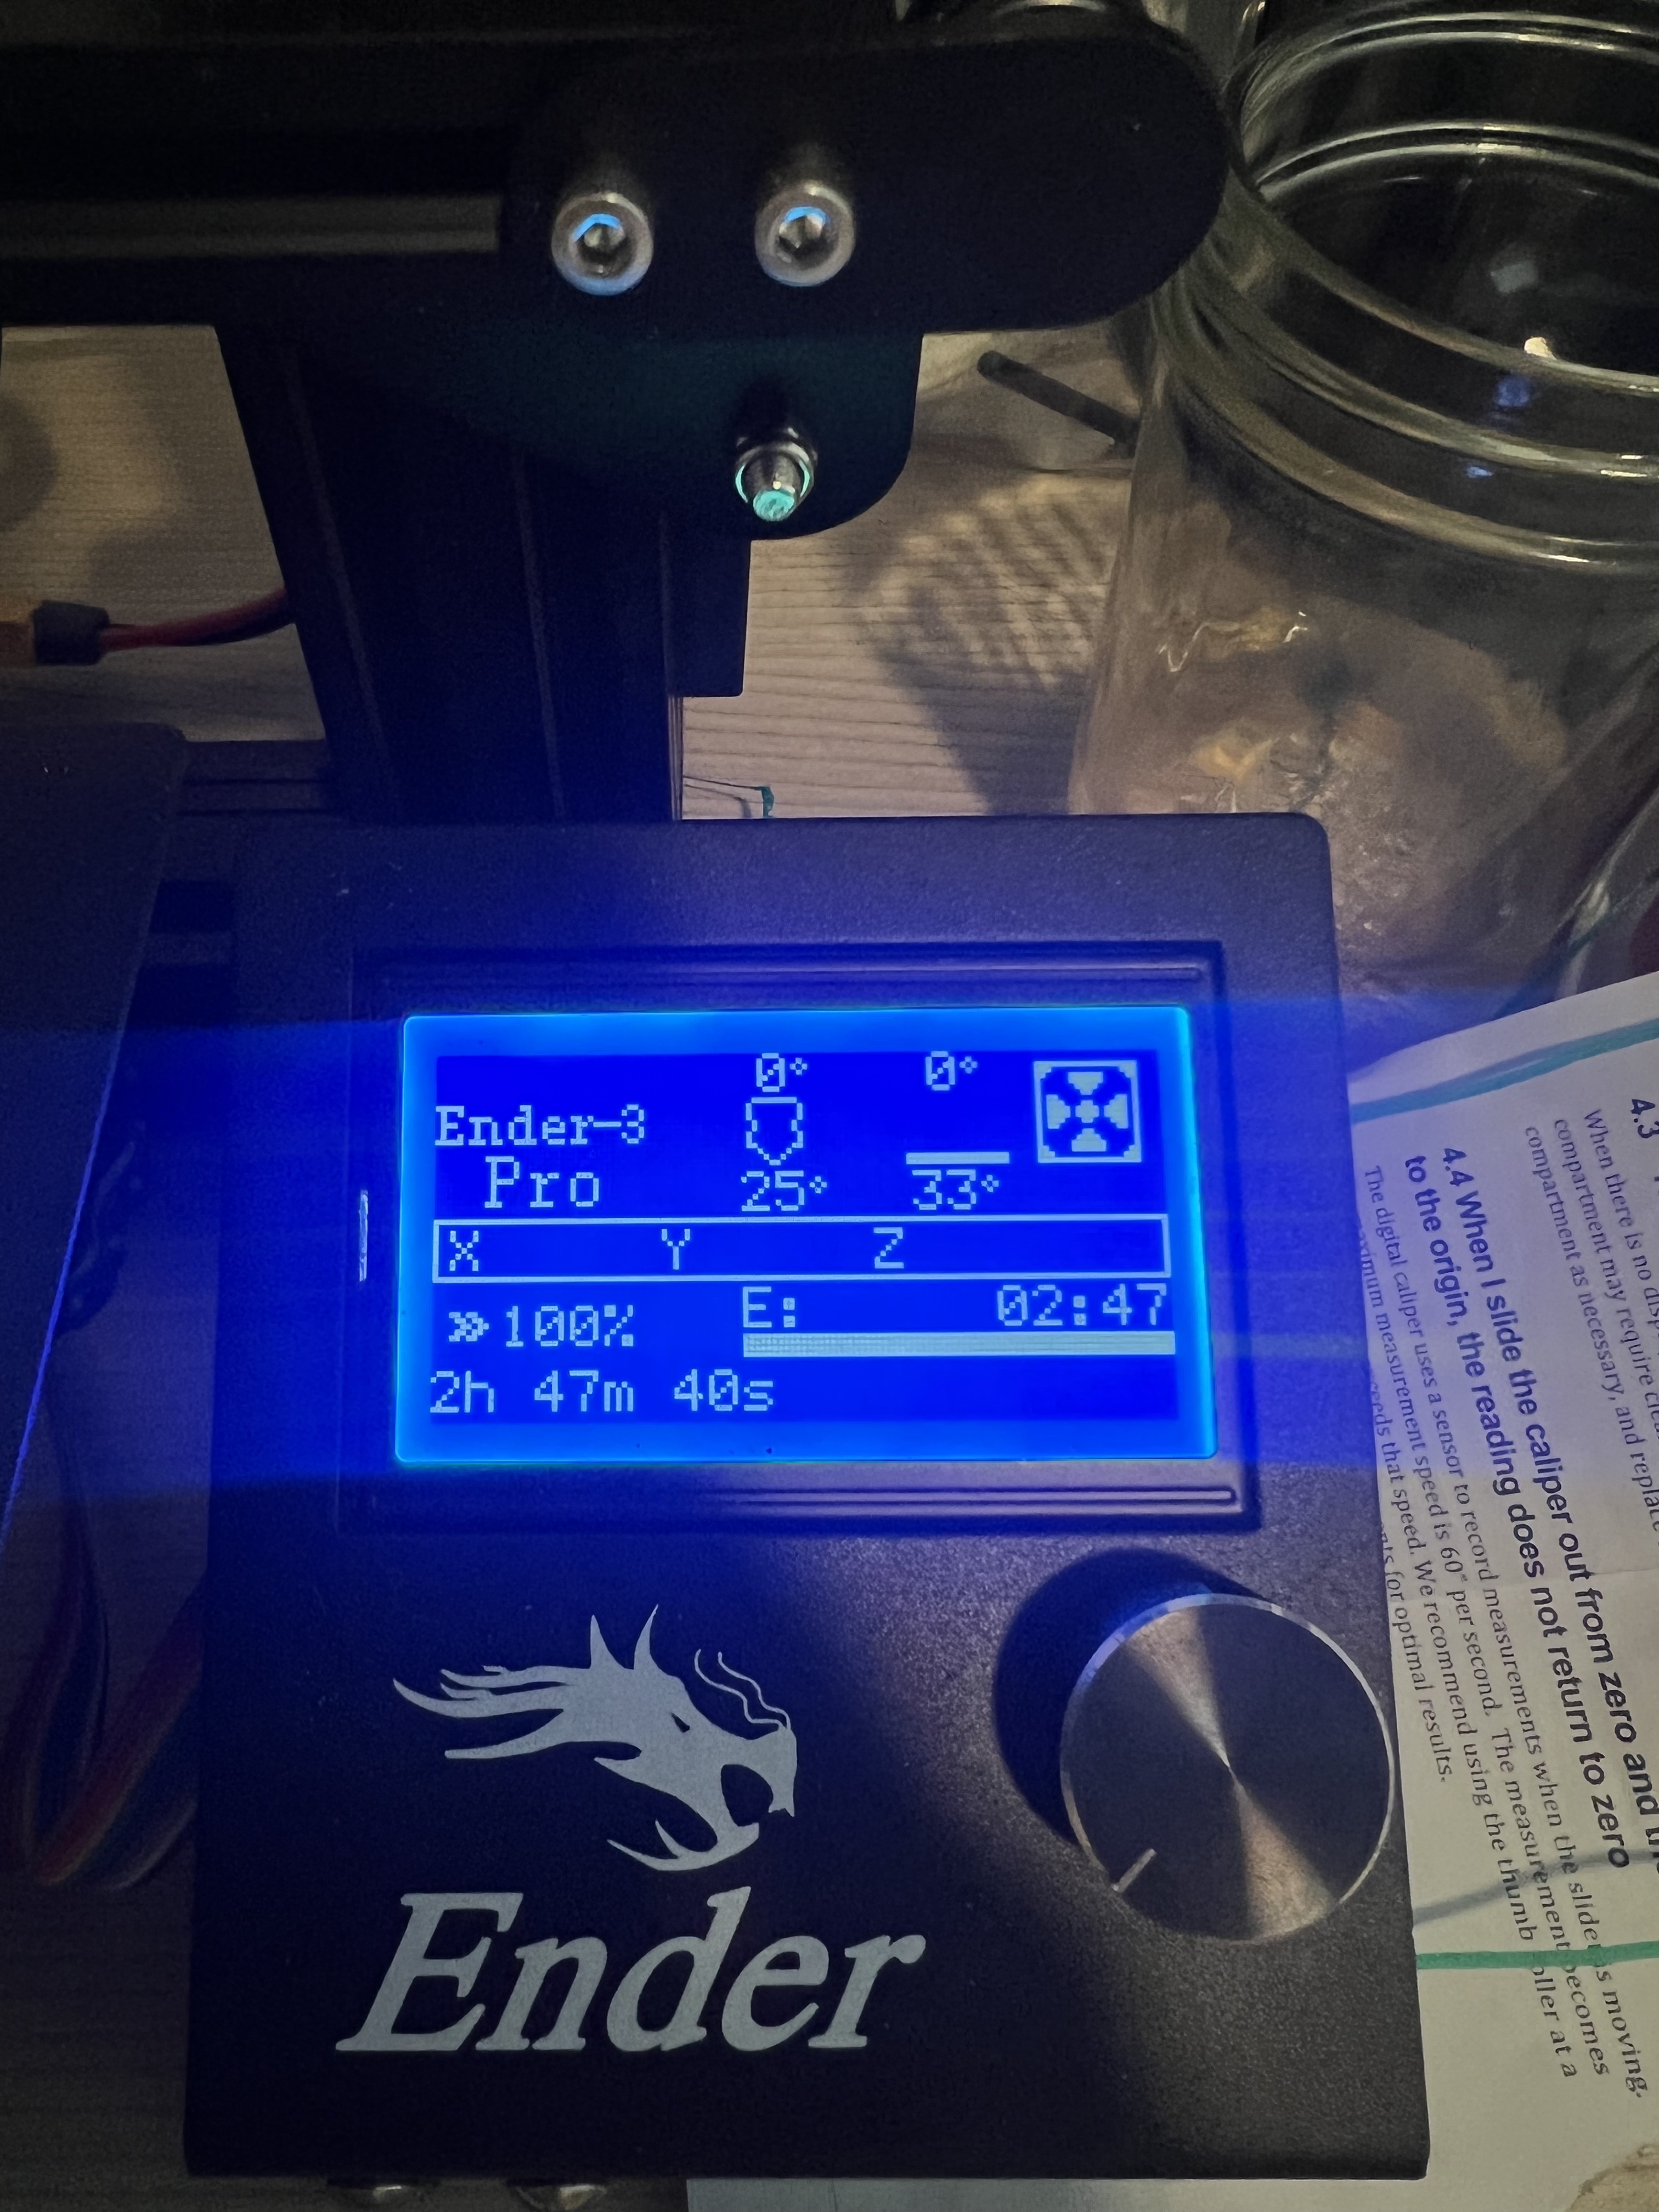 0° 0°
Ender-3
Pro 25° 33°
X Y Z
»100% E: 02:47
2h 47m 40s
Ender
4.3
When there is no
compartment may require
compartment as necessary, and
4.4 When I slide the caliper out from zero and
to the origin, the reading does not return to zero
The digital caliper uses a sensor to record measurements when the slider is moving.
measurement speed is 60" per second. The measurement becomes
that speed. We recommend using the thumb roller at a
for optimal results.